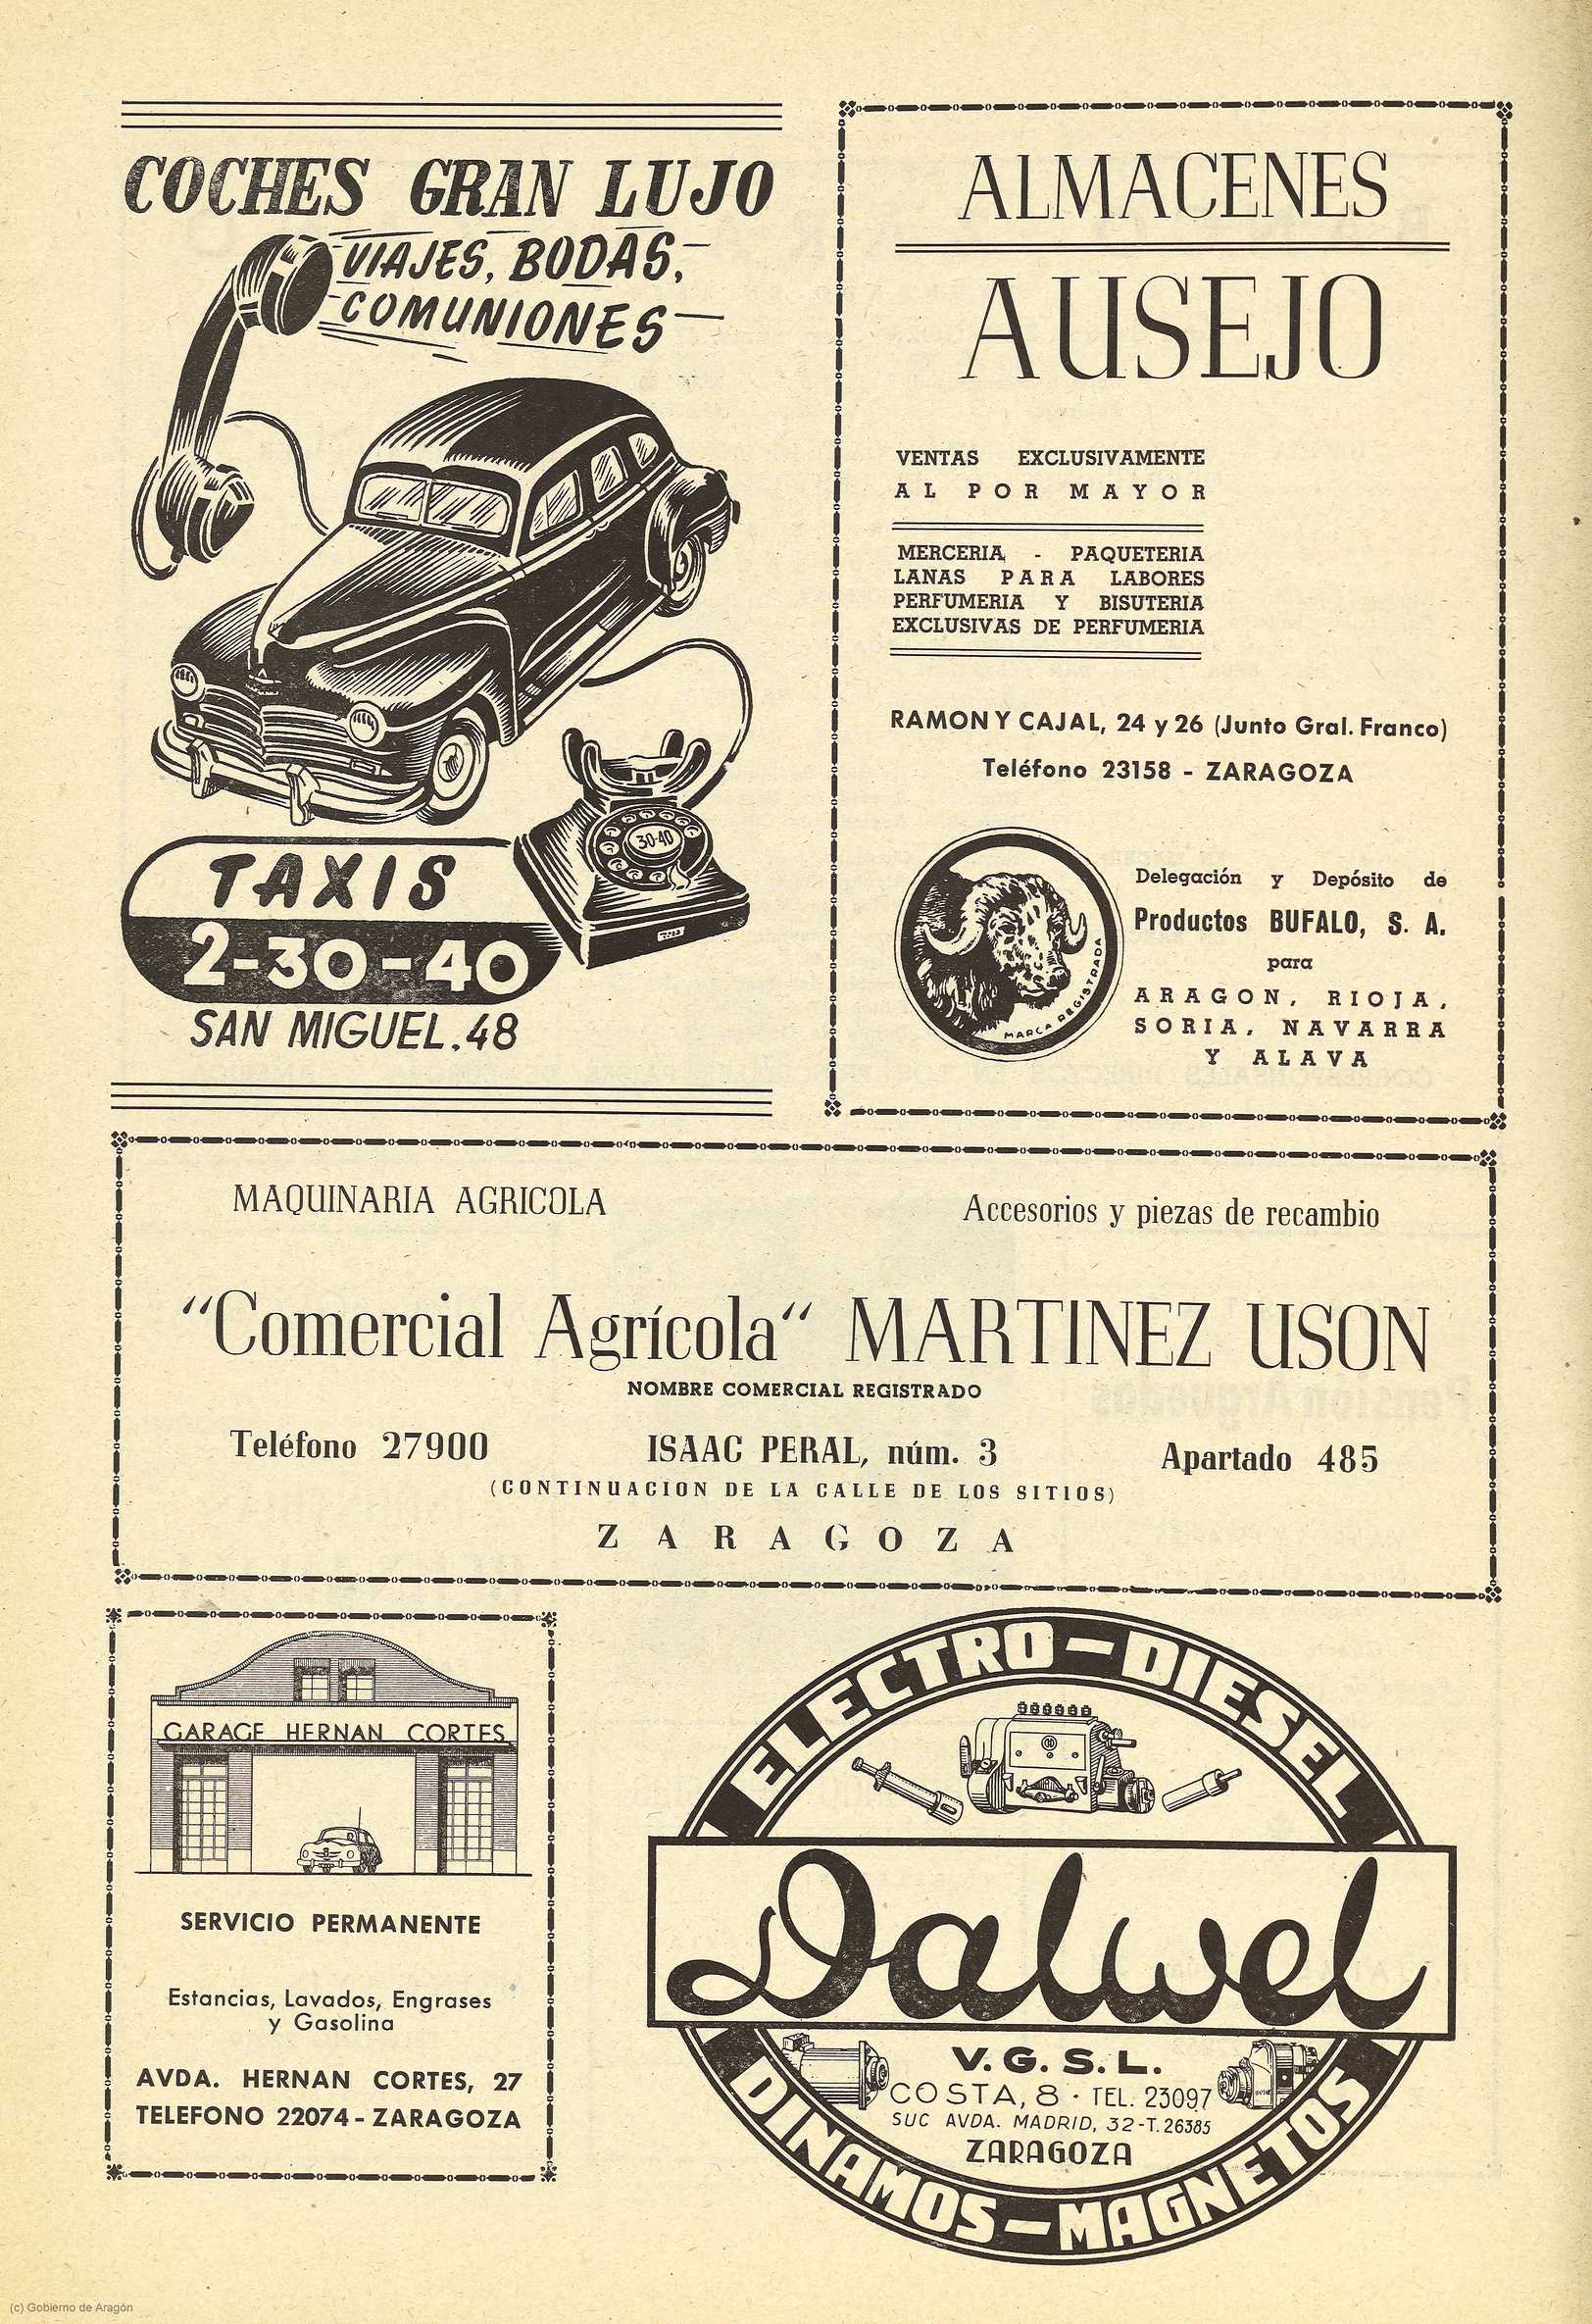 COCHES GRAN LUJO
VIAJES, BODAS,
COMUNIONES
30-40
TAXIS
2-30-40
SAN MIGUEL.48
ALMACENES
AUSEJO
VENTAS EXCLUSIVAMENTE
AL POR MAYOR
MERCERIA - PAQUETERIA
LANAS PARA LABORES
PERFUMERIA Y BISUTERIA
EXCLUSIVAS DE PERFUMERIA
RAMON Y CAJAL, 24 y 26 (Junto Gral. Franco)
Teléfono 23158 - ZARAGOZA
MARCA REGISTRADA
Delegación y Depósito de
Productos BUFALO, S. A.
para
ARAGON, RIOJA,
SORIA, NAVARRA
Y ALAVA
MAQUINARIA AGRICOLA
Accesorios y piezas de recambio
“Comercial Agrícola“ MARTINEZ USON
NOMBRE COMERCIAL REGISTRADO
Teléfono 27900
ISAAC PERAL, núm. 3
Apartado 485
(CONTINUACION DE LA CALLE DE LOS SITIOS)
ZARAGOZA
GARAGE HERNAN CORTES
SERVICIO PERMANENTE
Estancias, Lavados, Engrases
y Gasolina
AVDA. HERNAN CORTES, 27
TELEFONO 22074 - ZARAGOZA
ELECTRO-DIESEL
Dalwel
V. G. S. L.
COSTA, 8 · TEL. 23097
SUC AVDA. MADRID, 32-T. 26385
ZARAGOZA
DINAMOS-MAGNETOS
(c) Gobierno de Aragón